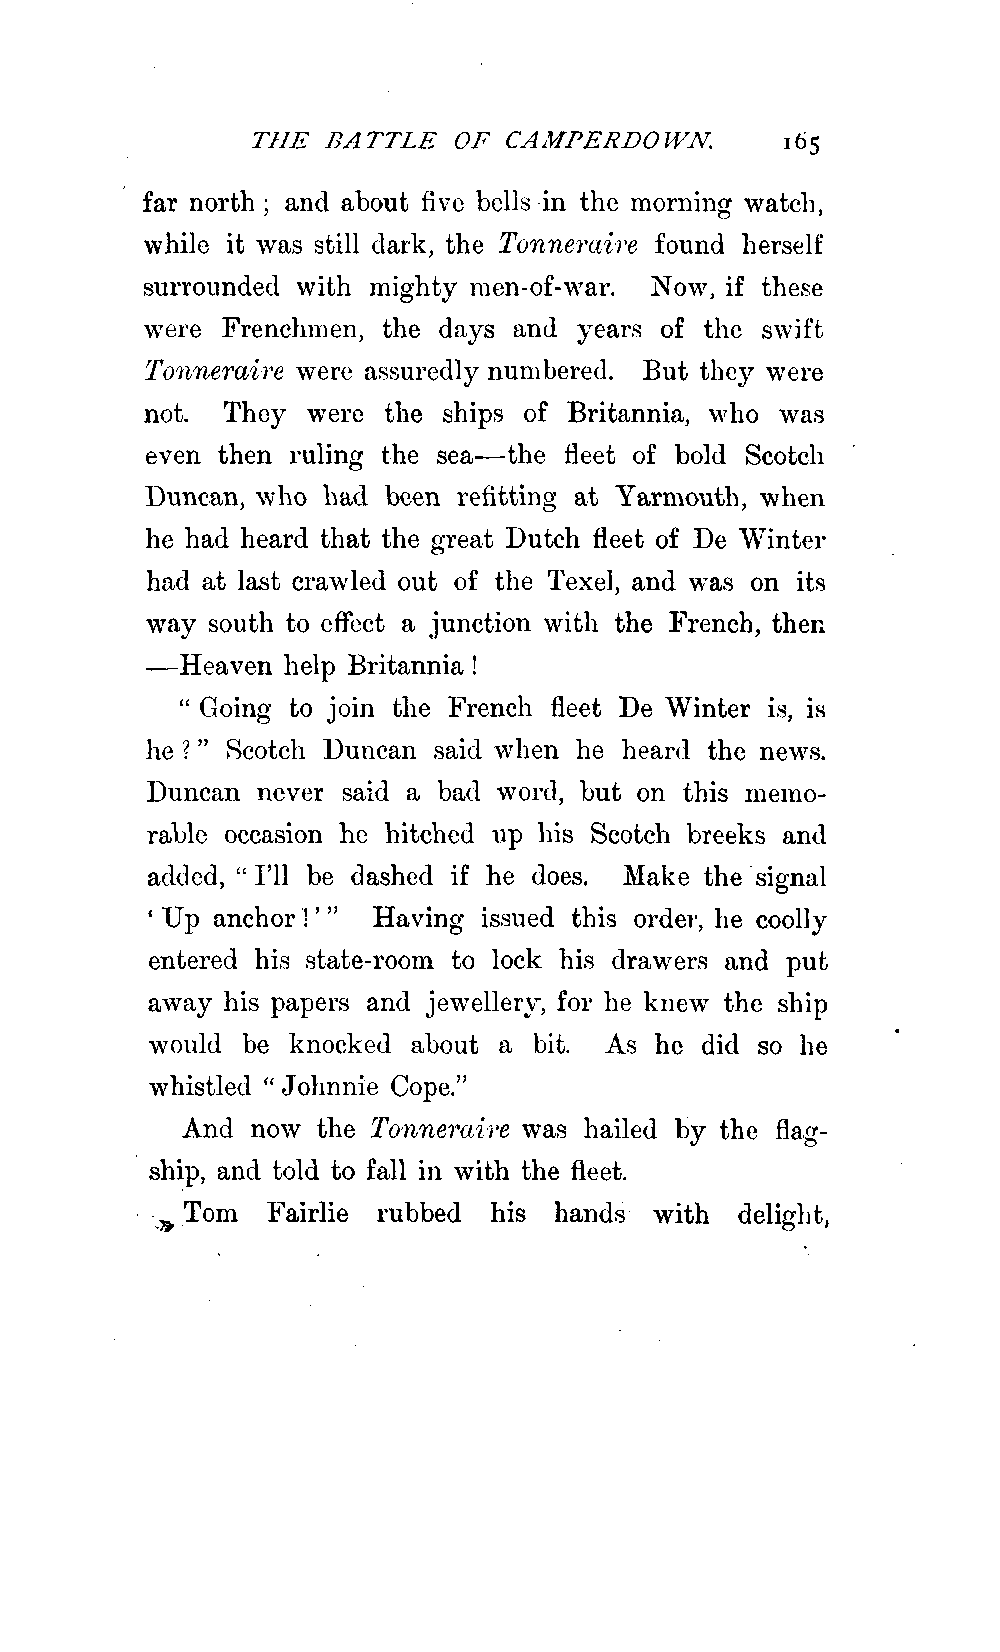 THE BATTLE OF CAMPERDOWN. 165
far north; and about five bells in the morning watch,
while it was still dark, the Tonneraire found herself
surrounded with mighty men-of-war. Now, if these
were Frenchmen, the days and years of the swift
Tonneraire were assuredly numbered. But they were
not. They were the ships of Britannia, who was
even then ruling the sea—the fleet of bold Scotch
Duncan, who had been refitting at Yarmouth, when
he had heard that the great Dutch fleet of De Winter
had at last crawled out of the Texel, and was on its
way south to effect a junction with the French, then
—Heaven help Britannia!
"Going to join the French fleet De Winter is, is
he?" Scotch Duncan said when he heard the news.
Duncan never said a bad word, but on this memo-
rable occasion he hitched up his Scotch breeks and
added, "I'll be dashed if he does. Make the signal
'Up anchor!'" Having issued this order, he coolly
entered his state-room to lock his drawers and put
away his papers and jewellery, for he knew the ship
would be knocked about a bit. As he did so he
whistled "Johnnie Cope."
And now the Tonneraire was hailed by the flag-
ship, and told to fall in with the fleet.
Tom Fairlie rubbed his hands with delight,